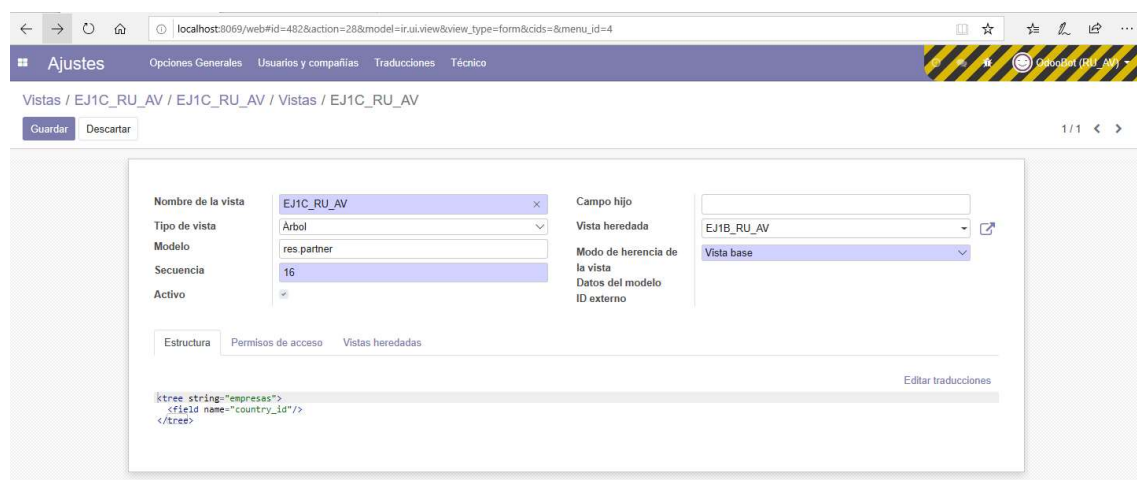 localhost:8069/web#id=482&action=28&model=ir.ui.view&view_type=form&cids=&menu_id=4
Ajustes Opciones Generales Usuarios y compañías Traducciones Técnico OdooBot (RU_AV)
Vistas / EJ1C_RU_AV / EJ1C_RU_AV / Vistas / EJ1C_RU_AV
Guardar Descartar 1 / 1
Nombre de la vista EJ1C_RU_AV Campo hijo
Tipo de vista Árbol Vista heredada EJ1B_RU_AV
Modelo res.partner Modo de herencia de la vista Vista base
Secuencia 16 Datos del modelo
Activo ID externo
Estructura Permisos de acceso Vistas heredadas
Editar traducciones
<tree string="empresas">
<field name="country_id"/>
</tree>